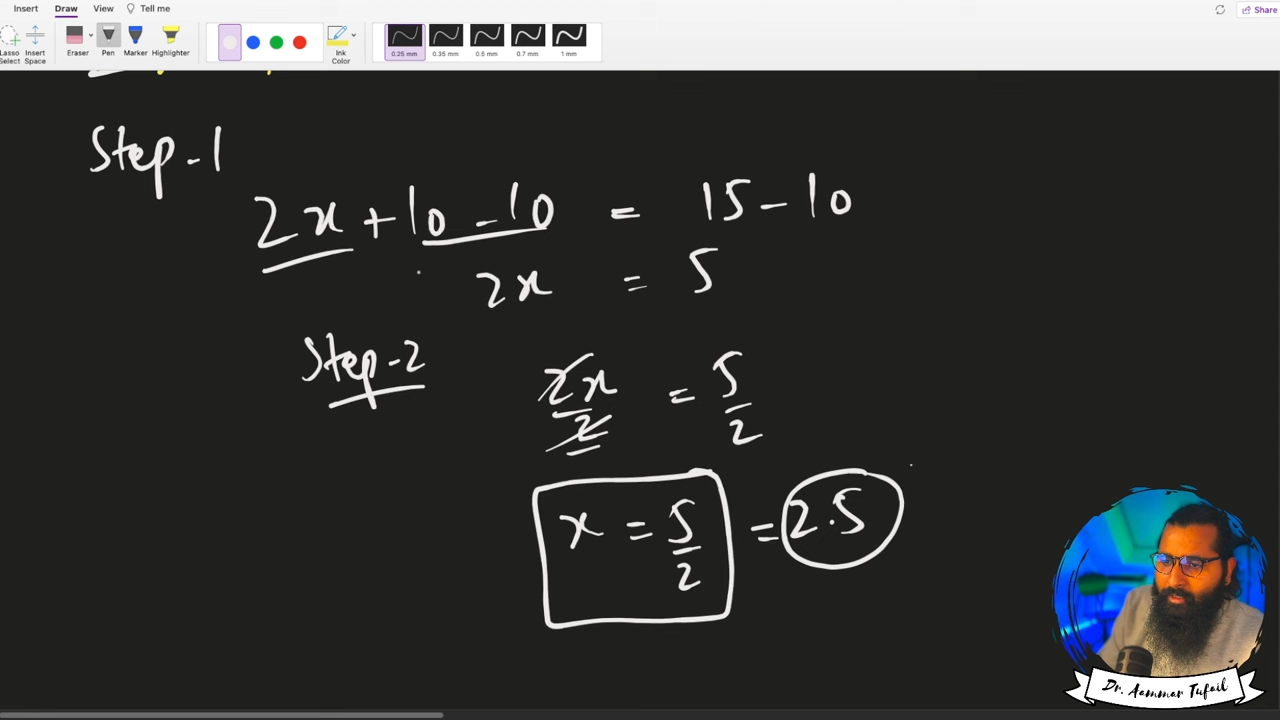 Insert Draw View Tell me
Share
Lasso Select
Insert Space
Eraser
Pen
Marker
Highlighter
Ink Color
0.25 mm
0.35 mm
0.5 mm
0.7 mm
1 mm
Step-1
2x + 10 - 10 = 15 - 10
2x = 5
Step-2
2x/2 = 5/2
x = 5/2 = 2.5
Dr. Aammar Tufail